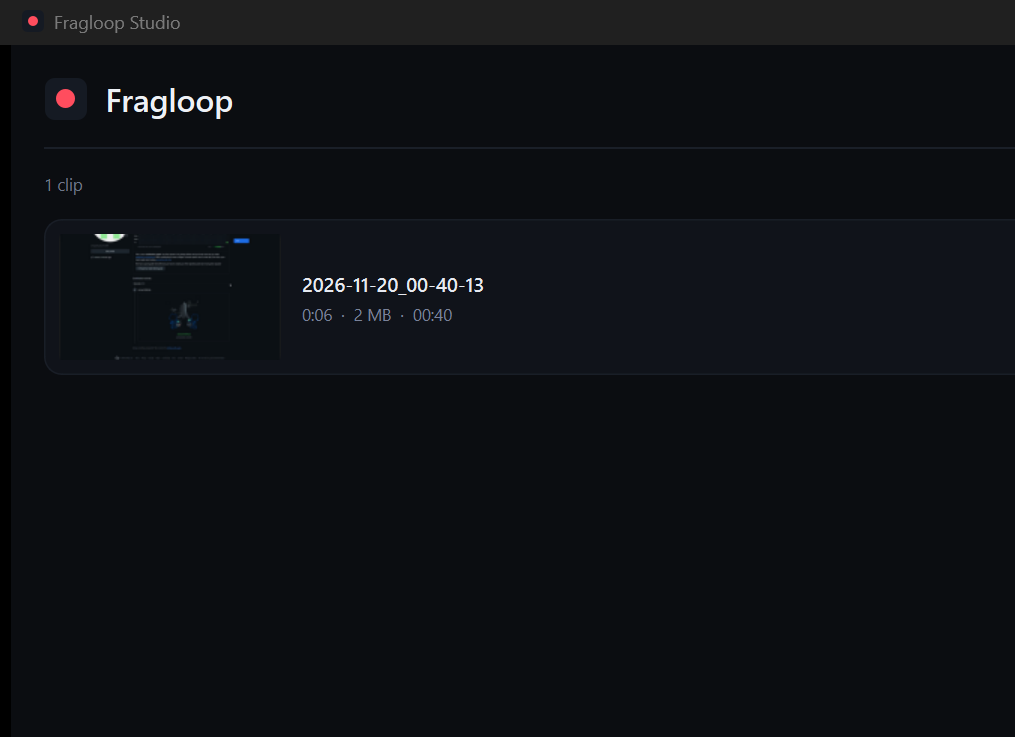 Fragloop Studio
Fragloop
1 clip
2026-11-20_00-40-13
0:06 · 2 MB · 00:40